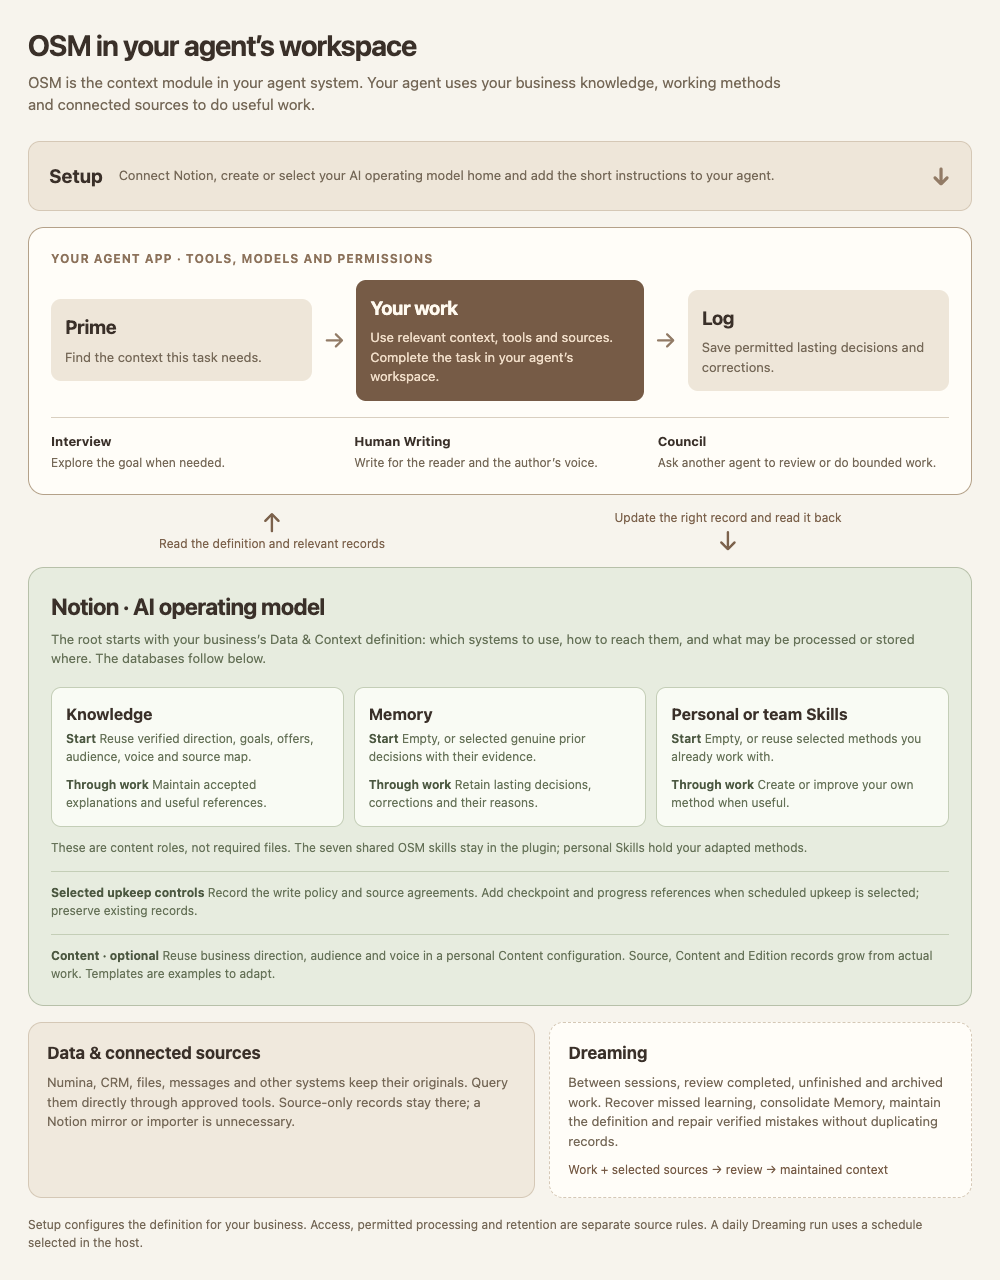 OSM in your agent’s workspace
OSM is the context module in your agent system. Your agent uses your business knowledge, working methods
and connected sources to do useful work.
Setup
Connect Notion, create or select your AI operating model home and add the short instructions to your agent.
YOUR AGENT APP · TOOLS, MODELS AND PERMISSIONS
Prime
Find the context this task needs.
Your work
Use relevant context, tools and sources.
Complete the task in your agent’s
workspace.
Log
Save permitted lasting decisions and
corrections.
Interview
Explore the goal when needed.
Human Writing
Write for the reader and the author’s voice.
Council
Ask another agent to review or do bounded work.
Read the definition and relevant records
Update the right record and read it back
Notion · AI operating model
The root starts with your business’s Data & Context definition: which systems to use, how to reach them, and what may be processed or stored
where. The databases follow below.
Knowledge
Start Reuse verified direction, goals, offers,
audience, voice and source map.
Through work Maintain accepted
explanations and useful references.
Memory
Start Empty, or selected genuine prior
decisions with their evidence.
Through work Retain lasting decisions,
corrections and their reasons.
Personal or team Skills
Start Empty, or reuse selected methods you
already work with.
Through work Create or improve your own
method when useful.
These are content roles, not required files. The seven shared OSM skills stay in the plugin; personal Skills hold your adapted methods.
Selected upkeep controls Record the write policy and source agreements. Add checkpoint and progress references when scheduled upkeep is selected;
preserve existing records.
Content · optional Reuse business direction, audience and voice in a personal Content configuration. Source, Content and Edition records grow from actual
work. Templates are examples to adapt.
Data & connected sources
Numina, CRM, files, messages and other systems keep their originals. Query
them directly through approved tools. Source-only records stay there; a
Notion mirror or importer is unnecessary.
Dreaming
Between sessions, review completed, unfinished and archived
work. Recover missed learning, consolidate Memory, maintain
the definition and repair verified mistakes without duplicating
records.
Work + selected sources → review → maintained context
Setup configures the definition for your business. Access, permitted processing and retention are separate source rules. A daily Dreaming run uses a schedule
selected in the host.